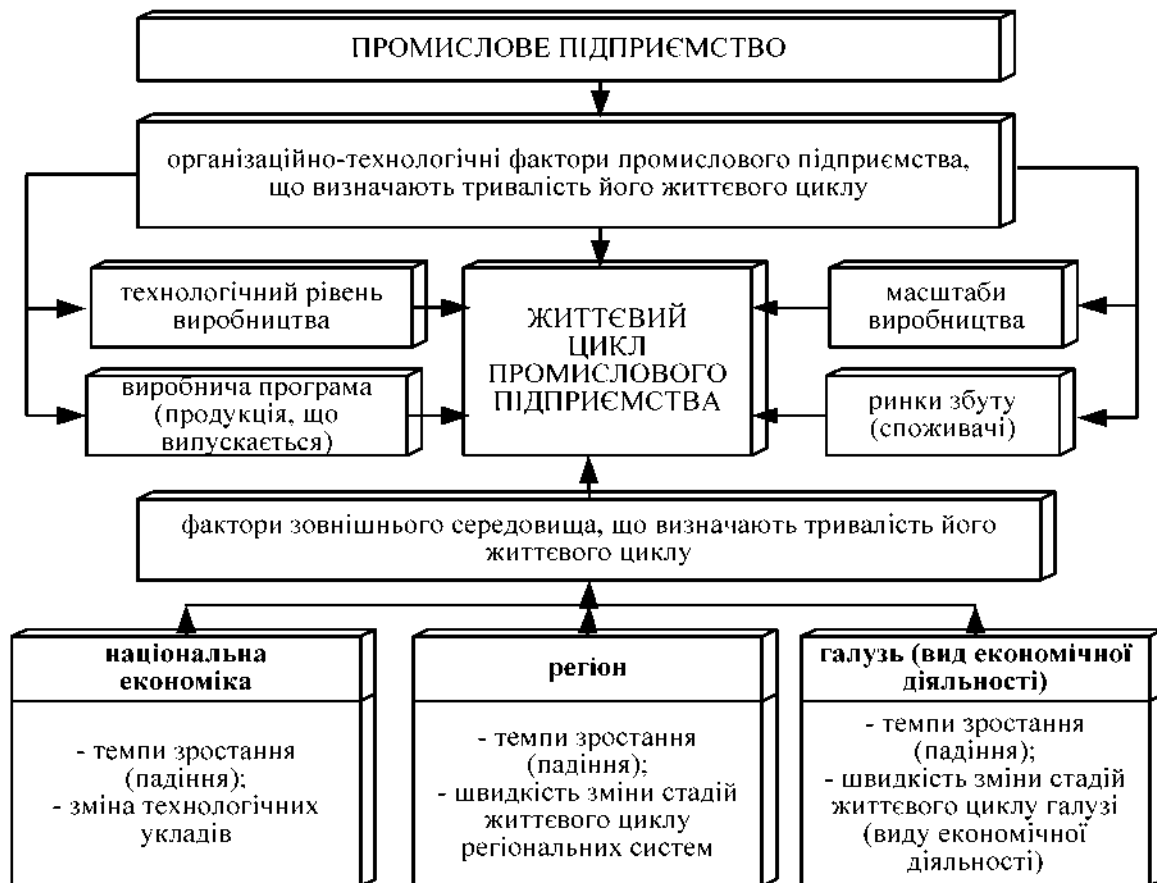 ПРОМИСЛОВЕ ПІДПРИЄМСТВО
організаційно-технологічні фактори промислового підприємства,
що визначають тривалість його життєвого циклу
технологічний рівень
виробництва
виробнича програма
(продукція, що
випускається)
ЖИТТЄВИЙ
ЦИКЛ
ПРОМИСЛОВОГО
ПІДПРИЄМСТВА
масштаби
виробництва
ринки збуту
(споживачі)
фактори зовнішнього середовища, що визначають тривалість його
життєвого циклу
національна
економіка
- темпи зростання
(падіння);
- зміна технологічних
укладів
регіон
- темпи зростання
(падіння);
- швидкість зміни стадій
життєвого циклу
регіональних систем
галузь (вид економічної
діяльності)
- темпи зростання
(падіння);
- швидкість зміни стадій
життєвого циклу галузі
(виду економічної
діяльності)